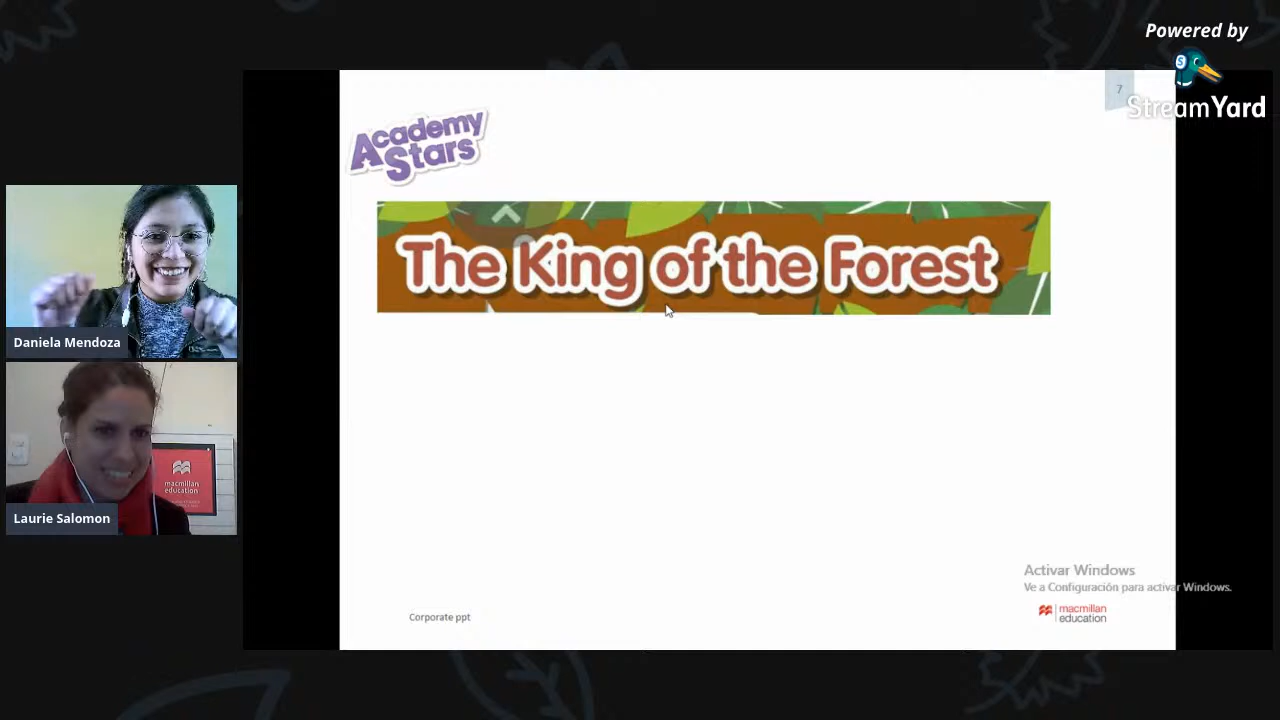 Powered by
StreamYard
7
Academy
Stars
The King of the Forest
Daniela Mendoza
macmillan
education
Laurie Salomon
Activar Windows
Ve a Configuración para activar Windows.
Corporate ppt
macmillan
education